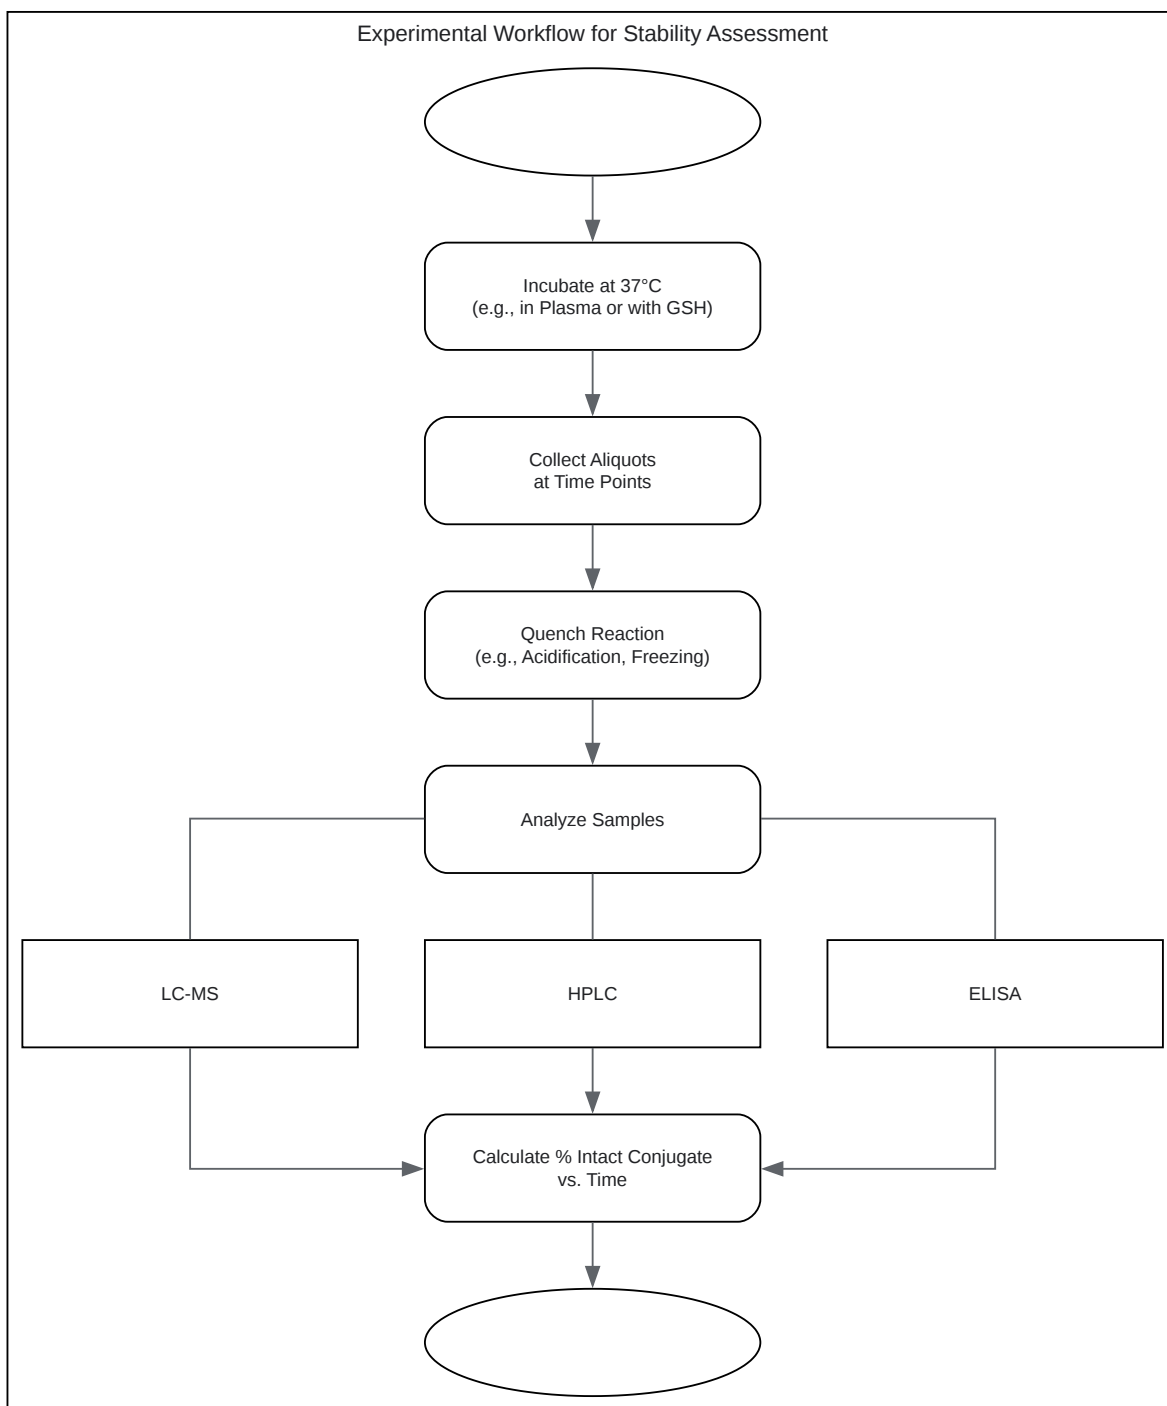 Experimental Workflow for Stability Assessment
Incubate at 37°C
(e.g., in Plasma or with GSH)
Collect Aliquots
at Time Points
Quench Reaction
(e.g., Acidification, Freezing)
Analyze Samples
LC-MS
HPLC
ELISA
Calculate % Intact Conjugate
vs. Time